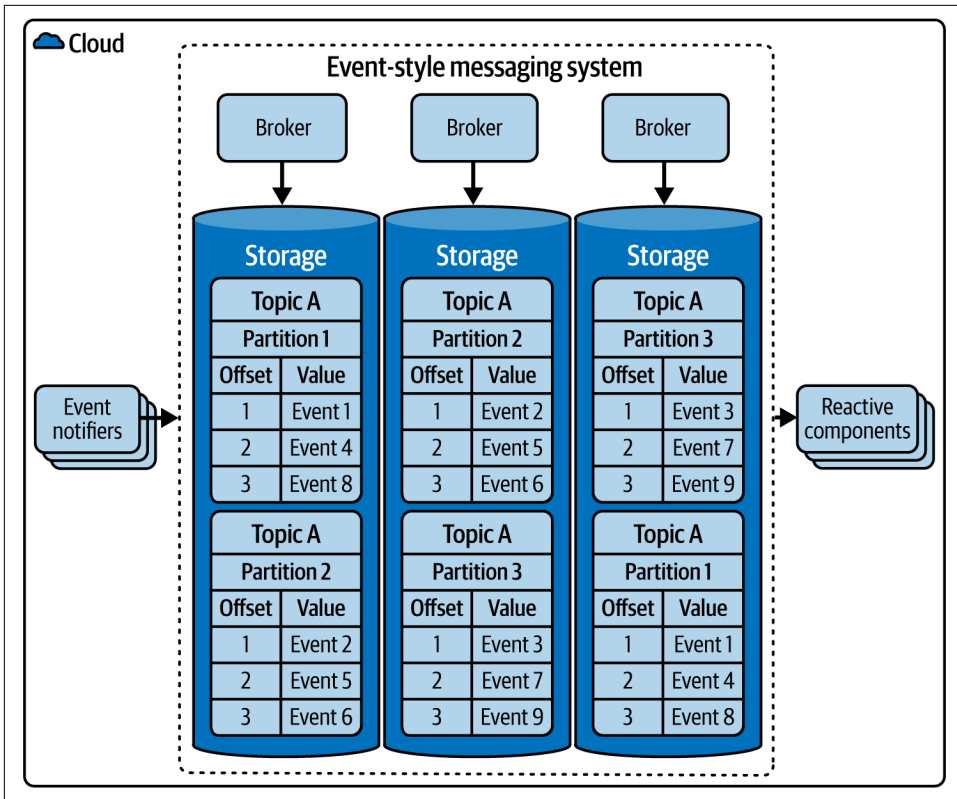 Cloud
Event-style messaging system
Broker
Broker
Broker
Event
notifiers
Storage
Topic A
Partition 1
Offset Value
1 Event 1
2 Event 4
3 Event 8
Topic A
Partition 2
Offset Value
1 Event 2
2 Event 5
3 Event 6
Storage
Topic A
Partition 2
Offset Value
1 Event 2
2 Event 5
3 Event 6
Topic A
Partition 3
Offset Value
1 Event 3
2 Event 7
3 Event 9
Storage
Topic A
Partition 3
Offset Value
1 Event 3
2 Event 7
3 Event 9
Topic A
Partition 1
Offset Value
1 Event 1
2 Event 4
3 Event 8
Reactive
components